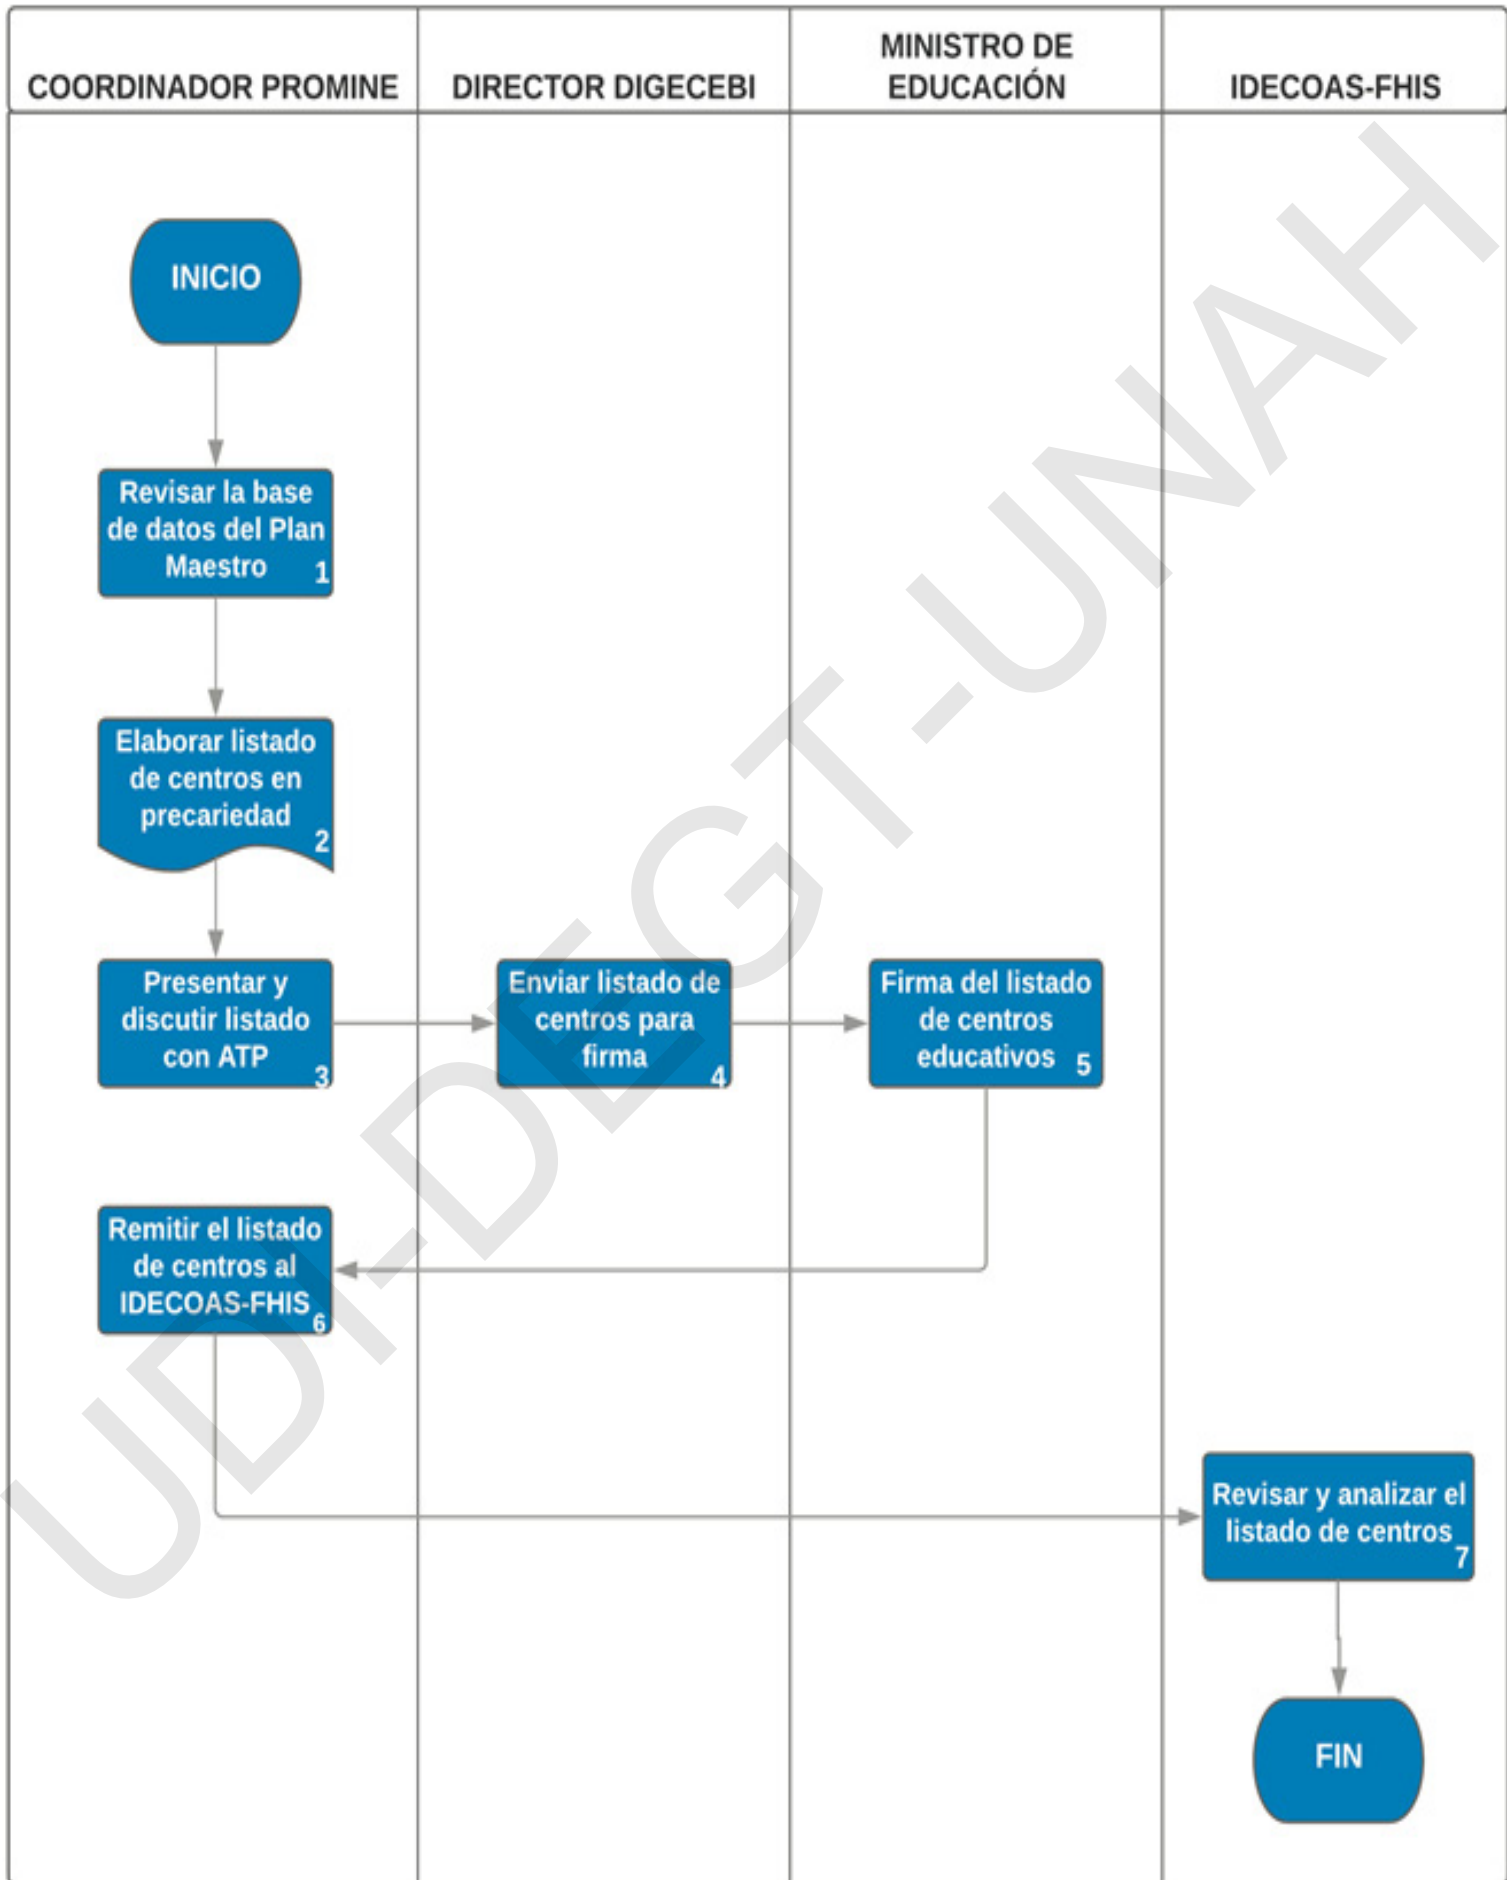 COORDINADOR PROMINE
DIRECTOR DIGECEBI
MINISTRO DE
EDUCACIÓN
IDECOAS-FHIS
INICIO
Revisar la base
de datos del Plan
Maestro 1
Elaborar listado
de centros en
precariedad
2
Presentar y
discutir listado
con ATP
3
Enviar listado de
centros para
firma
4
Firma del listado
de centros
educativos 5
Remitir el listado
de centros al
IDECOAS-FHIS
6
Revisar y analizar el
listado de centros
7
FIN
UDI-DEGT-UNAH